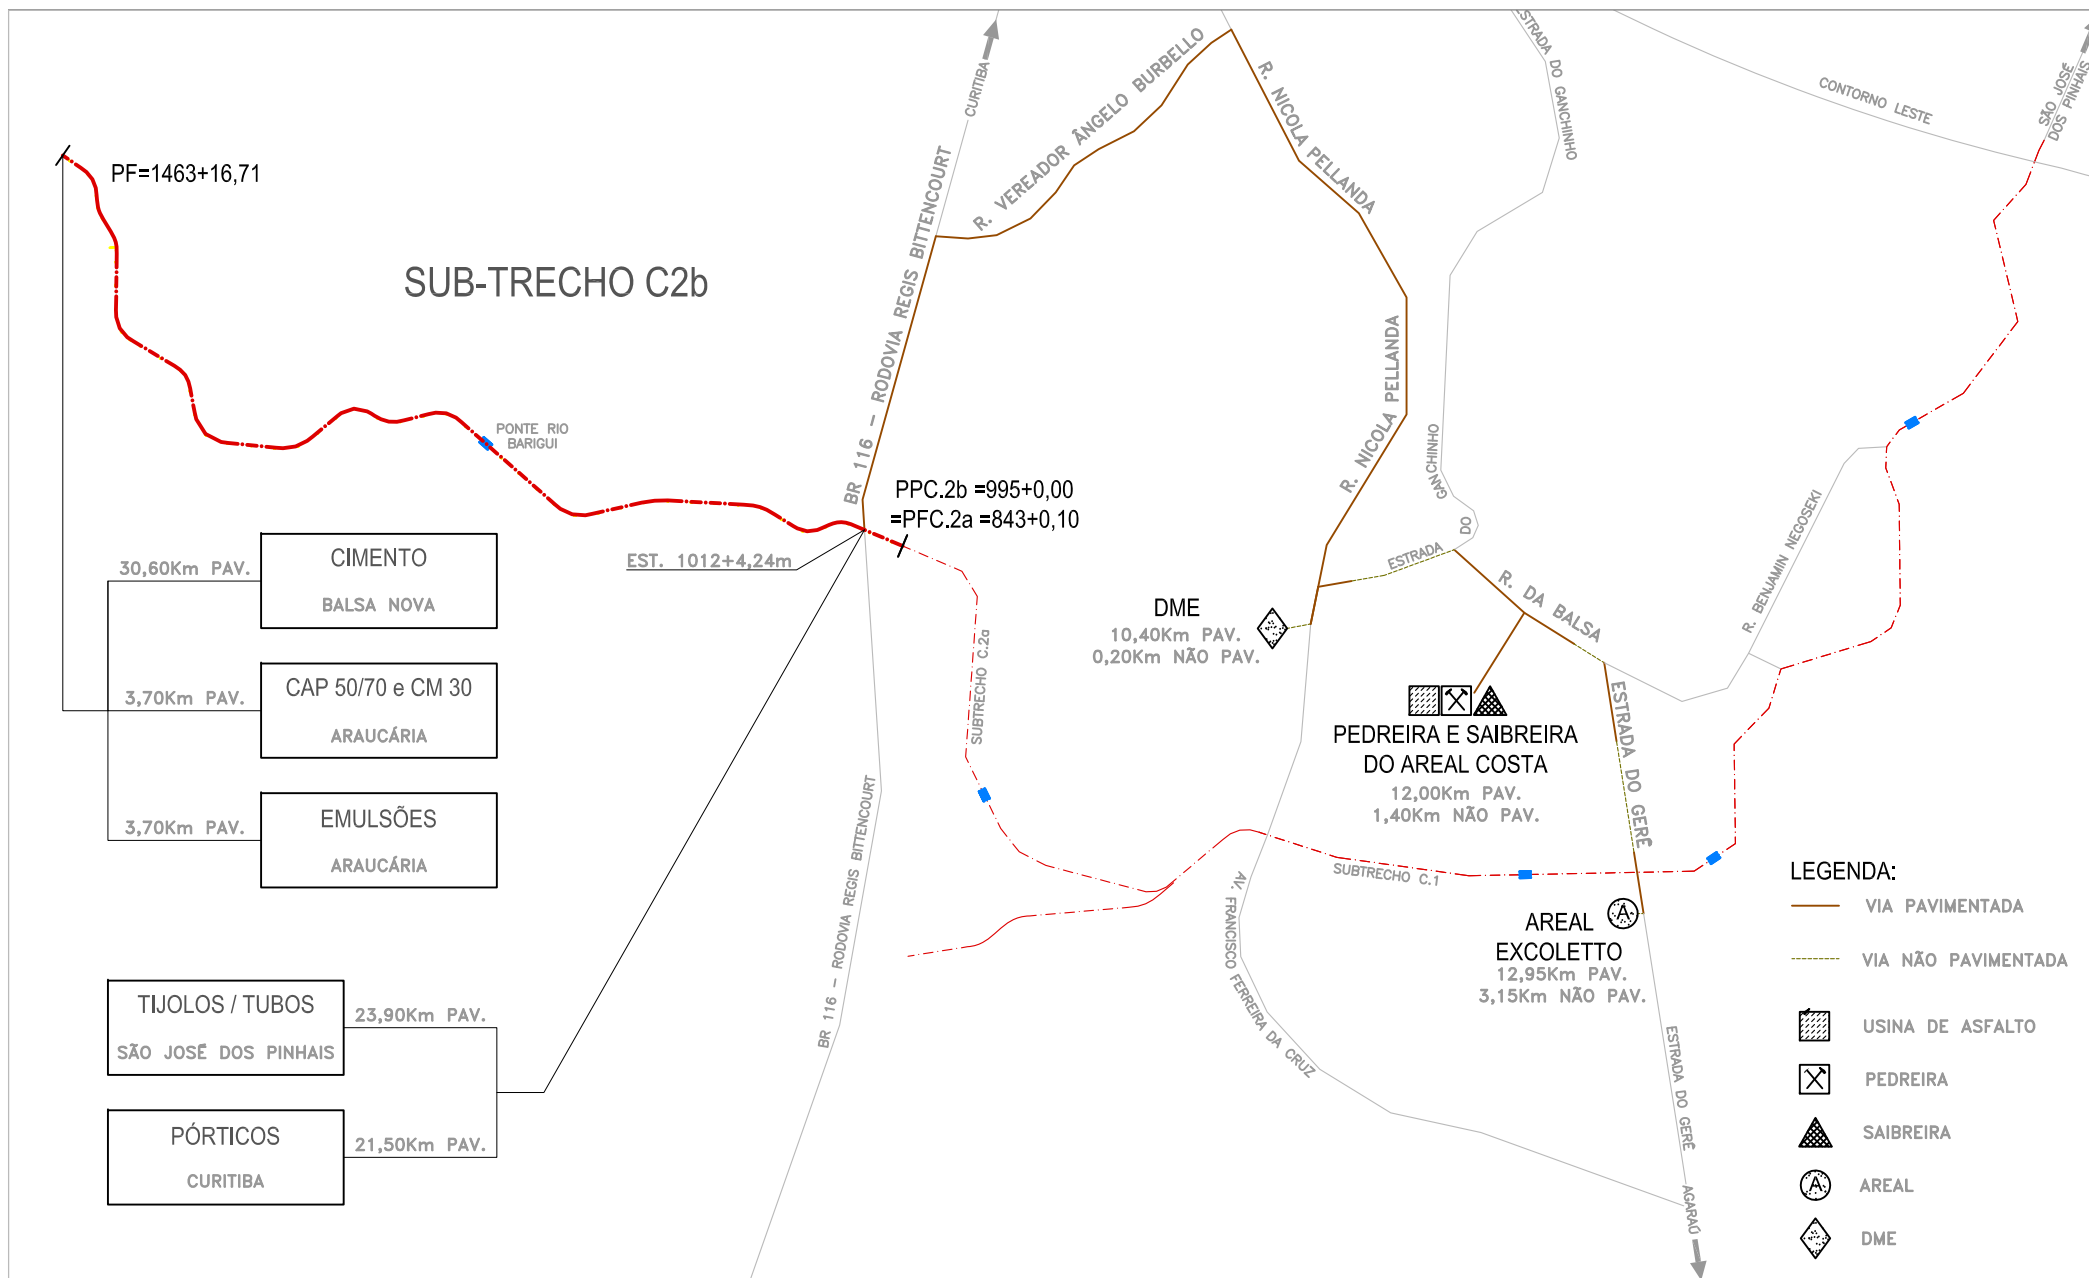 ESTRADA DO GANCHINHO
CURITIBA
R. VEREADOR ÂNGELO BURBELLO
R. NICOLA PELLANDA
CONTORNO LESTE
SÃO JOSÉ
DOS PINHAIS
PF=1463+16,71
SUB-TRECHO C2b
BR 116 - RODOVIA REGIS BITTENCOURT
R. NICOLA PELLANDA
PONTE RIO
BARIGUI
PPC.2b =995+0,00
=PFC.2a =843+0,10
EST. 1012+4,24m
ESTRADA DO GANCHINHO
R. DA BALSA
R. BENJAMIN NEGOSEKI
30,60Km PAV.
CIMENTO
BALSA NOVA
3,70Km PAV.
CAP 50/70 e CM 30
ARAUCÁRIA
3,70Km PAV.
EMULSÕES
ARAUCÁRIA
DME
10,40Km PAV.
0,20Km NÃO PAV.
SUBTRECHO C.2a
PEDREIRA E SAIBREIRA
DO AREAL COSTA
12,00Km PAV.
1,40Km NÃO PAV.
ESTRADA DO GERÊ
BR 116 - RODOVIA REGIS BITTENCOURT
SUBTRECHO C.1
AV. FRANCISCO FERREIRA DA CRUZ
AREAL
EXCOLETTO
12,95Km PAV.
3,15Km NÃO PAV.
A
ESTRADA DO GERÊ
AGARAÚ
TIJOLOS / TUBOS
SÃO JOSÉ DOS PINHAIS
23,90Km PAV.
PÓRTICOS
CURITIBA
21,50Km PAV.
LEGENDA:
VIA PAVIMENTADA
VIA NÃO PAVIMENTADA
USINA DE ASFALTO
PEDREIRA
SAIBREIRA
A
AREAL
DME